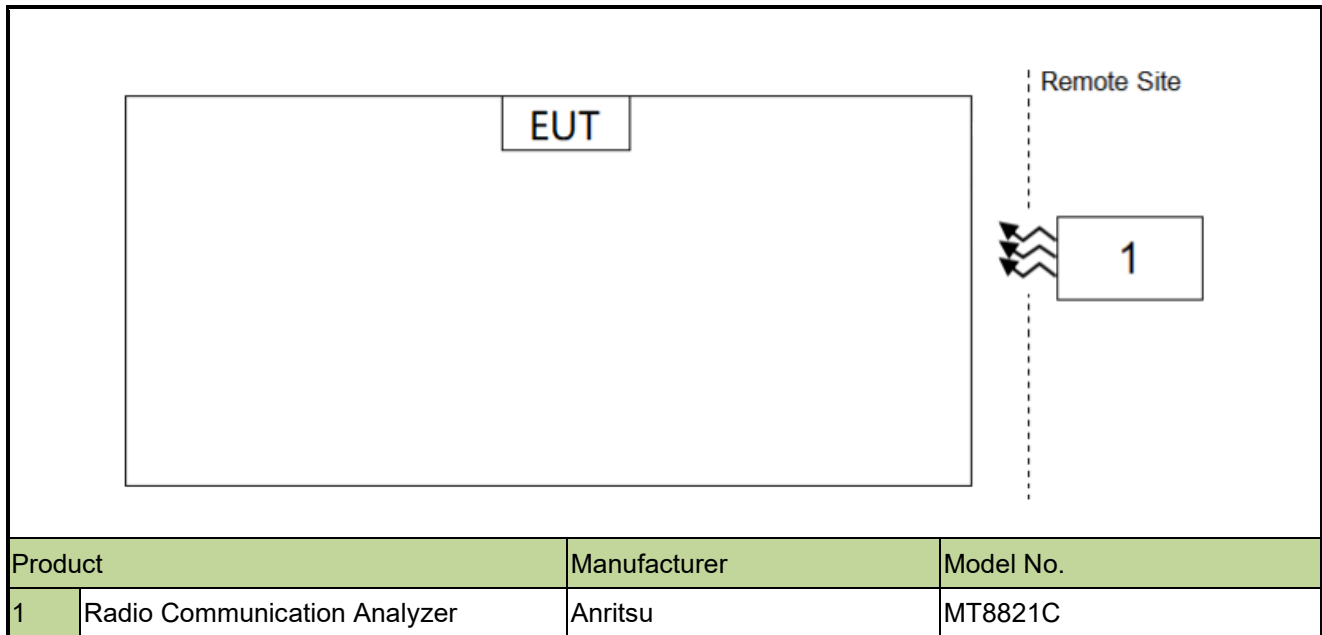 Remote Site
EUT
1
Product Manufacturer Model No.
1 Radio Communication Analyzer Anritsu MT8821C